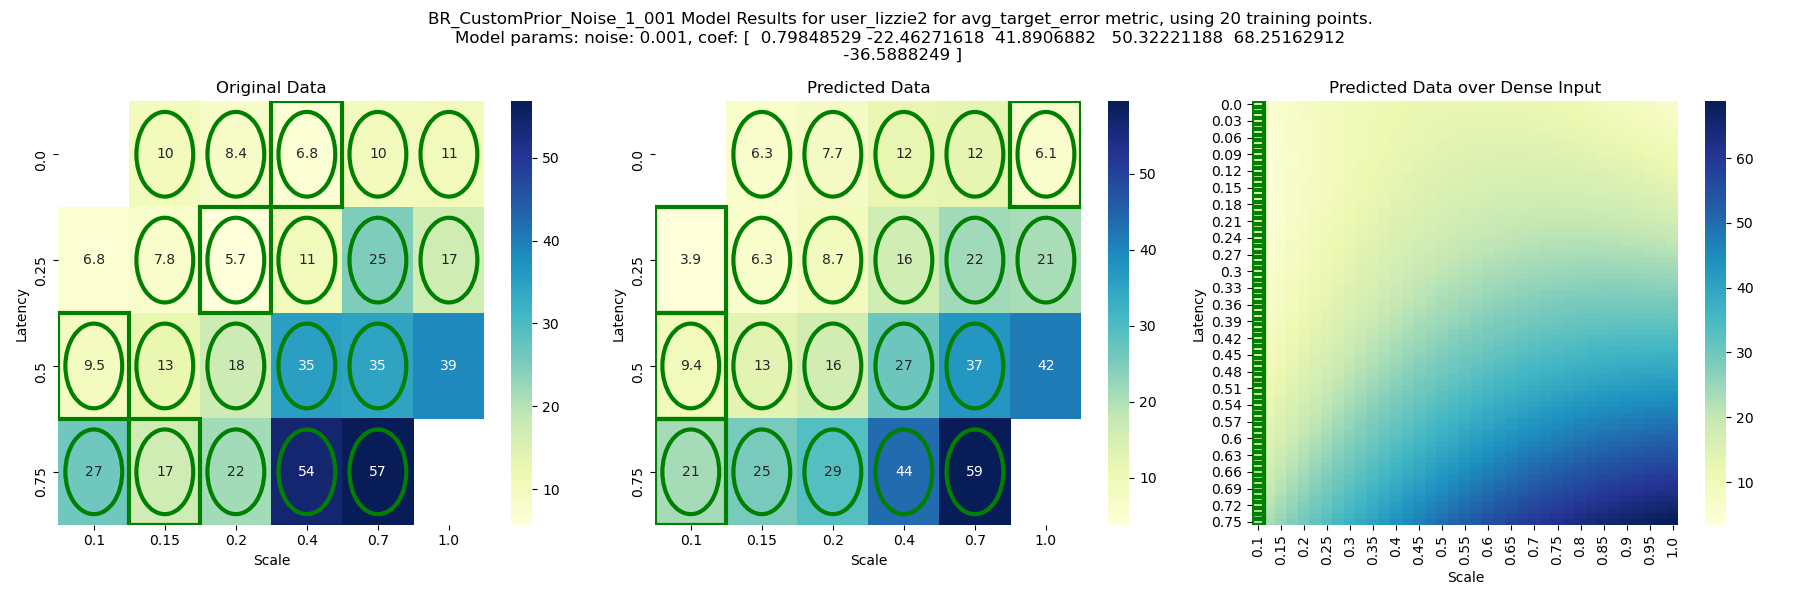 BR_CustomPrior_Noise_1_001 Model Results for user_lizzie2 for avg_target_error metric, using 20 training points.
Model params: noise: 0.001, coef: [  0.79848529 -22.46271618  41.8906882   50.32221188  68.25162912
-36.5888249 ]
Original Data
0.0
10 8.4 6.8 10 11
0.25
6.8 7.8 5.7 11 25 17
0.5
9.5 13 18 35 35 39
0.75
27 17 22 54 57
Latency
0.1 0.15 0.2 0.4 0.7 1.0
Scale
50
40
30
20
10
Predicted Data
0.0
6.3 7.7 12 12 6.1
0.25
3.9 6.3 8.7 16 22 21
0.5
9.4 13 16 27 37 42
0.75
21 25 29 44 59
Latency
0.1 0.15 0.2 0.4 0.7 1.0
Scale
50
40
30
20
10
Predicted Data over Dense Input
0.0
0.03
0.06
0.09
0.12
0.15
0.18
0.21
0.24
0.27
0.3
0.33
0.36
0.39
0.42
0.45
0.48
0.51
0.54
0.57
0.6
0.63
0.66
0.69
0.72
0.75
Latency
0.1 0.15 0.2 0.25 0.3 0.35 0.4 0.45 0.5 0.55 0.6 0.65 0.7 0.75 0.8 0.85 0.9 0.95 1.0
Scale
60
50
40
30
20
10